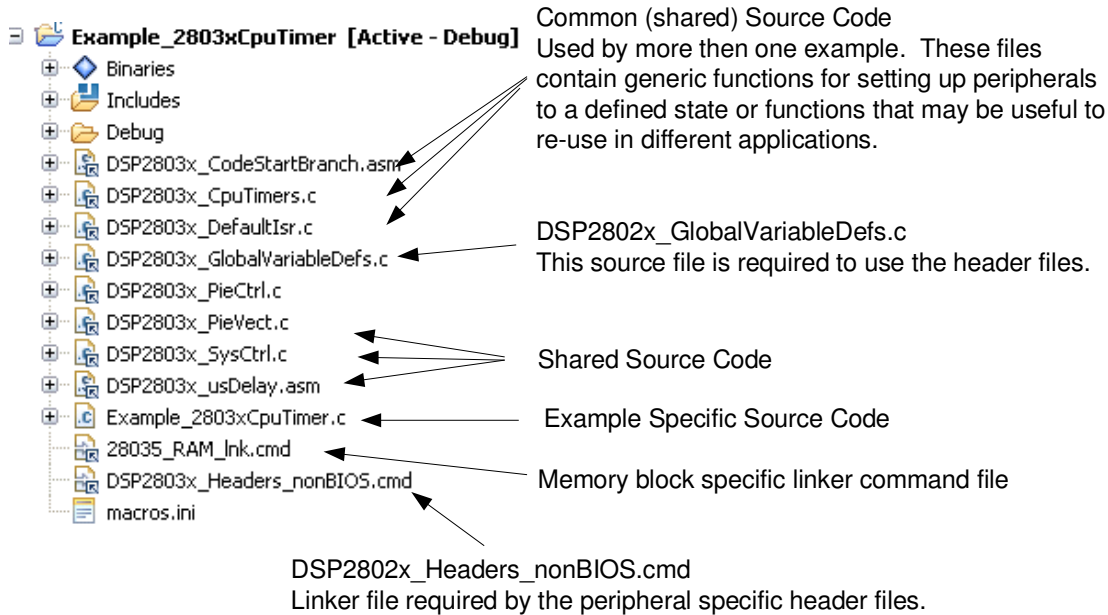 Common (shared) Source Code
Used by more then one example. These files
contain generic functions for setting up peripherals
to a defined state or functions that may be useful to
re-use in different applications.
Example_2803xCpuTimer [Active - Debug]
Binaries
Includes
Debug
DSP2803x_CodeStartBranch.asm
DSP2803x_CpuTimers.c
DSP2803x_DefaultIsr.c
DSP2803x_GlobalVariableDefs.c
DSP2803x_PieCtrl.c
DSP2803x_PieVect.c
DSP2803x_SysCtrl.c
DSP2803x_usDelay.asm
Example_2803xCpuTimer.c
28035_RAM_lnk.cmd
DSP2803x_Headers_nonBIOS.cmd
macros.ini
DSP2802x_GlobalVariableDefs.c
This source file is required to use the header files.
Shared Source Code
Example Specific Source Code
Memory block specific linker command file
DSP2802x_Headers_nonBIOS.cmd
Linker file required by the peripheral specific header files.